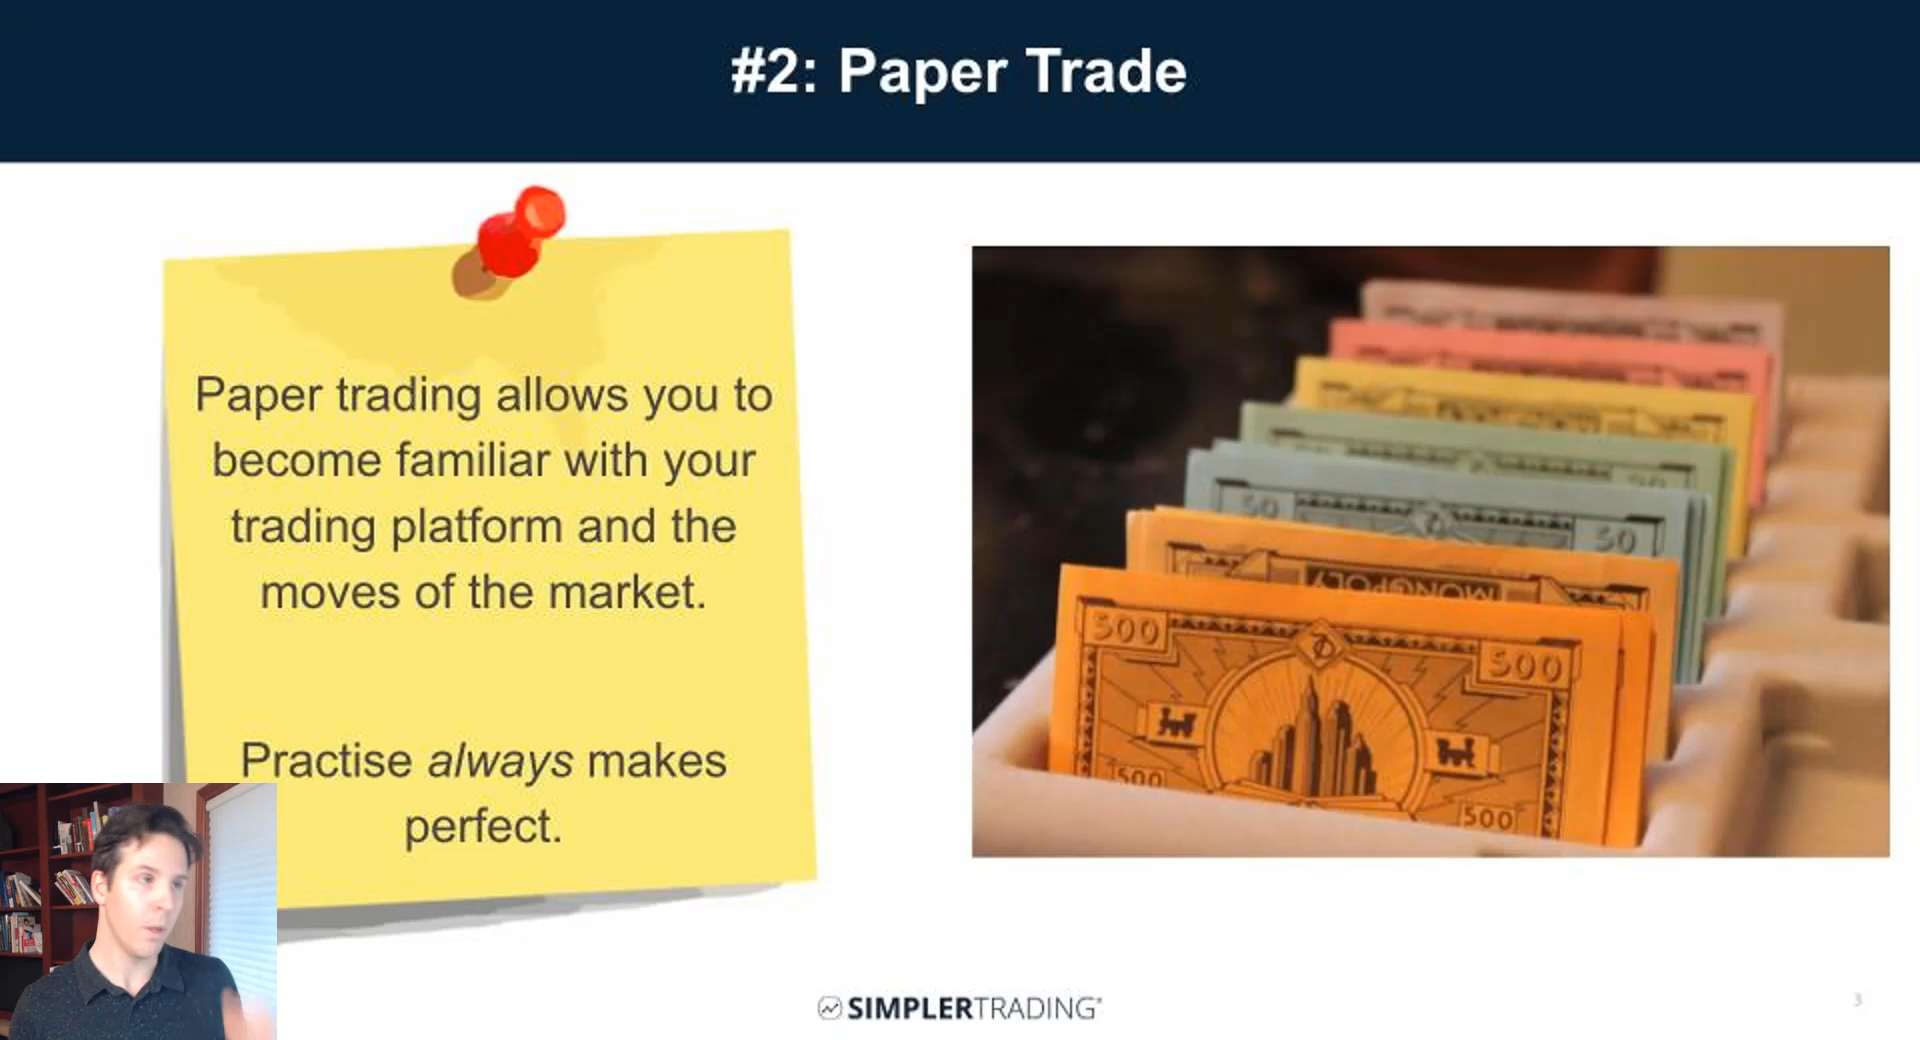 #2: Paper Trade
Paper trading allows you to
become familiar with your
trading platform and the
moves of the market.
Practise always makes
perfect.
50
50
MONOPOLY
500
500
500
500
SIMPLERTRADING®
3